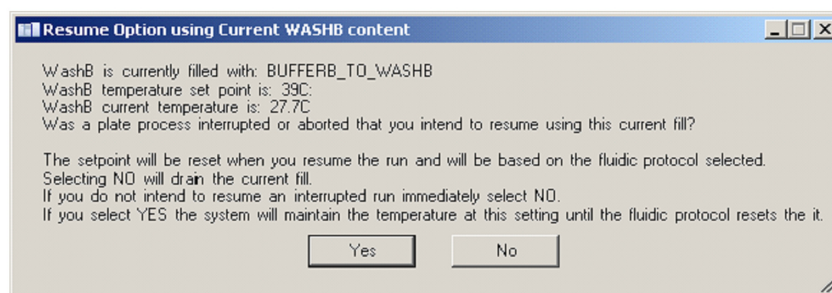 Resume Option using Current WASHB content
WashB is currently filled with: BUFFERB_TO_WASHB
WashB temperature set point is: 39C:
WashB current temperature is: 27.7C
Was a plate process interrupted or aborted that you intend to resume using this current fill?
The setpoint will be reset when you resume the run and will be based on the fluidic protocol selected.
Selecting NO will drain the current fill.
If you do not intend to resume an interrupted run immediately select NO.
If you select YES the system will maintain the temperature at this setting until the fluidic protocol resets the it.
Yes
No